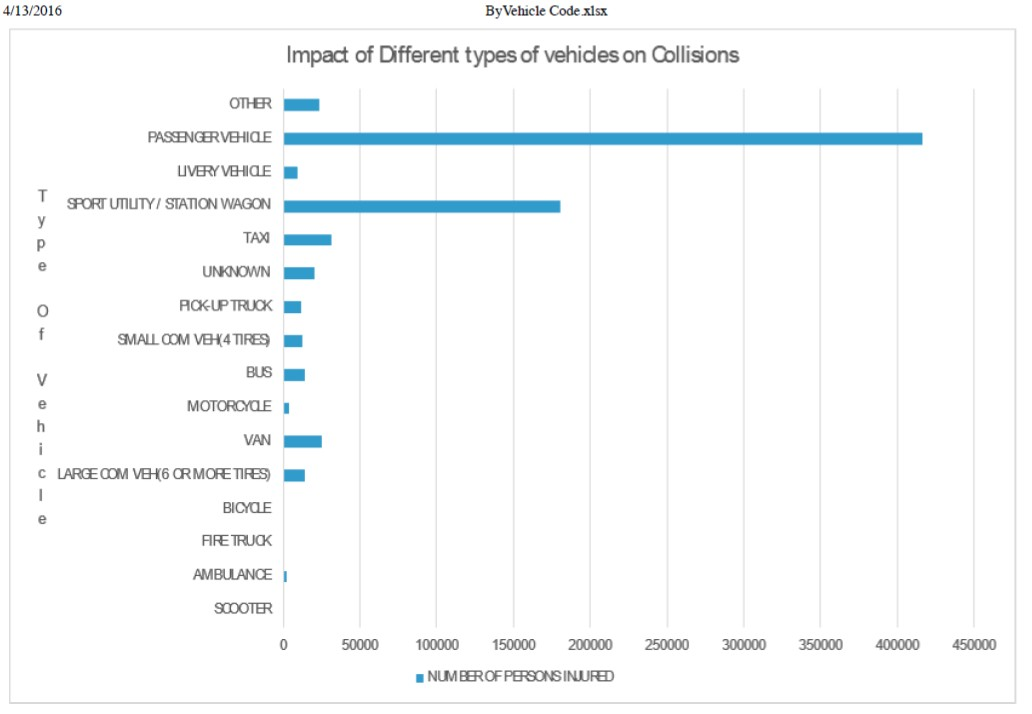 4/13/2016 ByVehicle Code.xlsx
Impact of Different types of vehicles on Collisions
Type Of Vehicle
OTHER
PASSENGER VEHICLE
LIVERY VEHICLE
SPORT UTILITY / STATION WAGON
TAXI
UNKNOWN
PICK-UP TRUCK
SMALL COM VEH(4 TIRES)
BUS
MOTORCYCLE
VAN
LARGE COM VEH(6 OR MORE TIRES)
BICYCLE
FIRE TRUCK
AMBULANCE
SCOOTER
0 50000 100000 150000 200000 250000 300000 350000 400000 450000
NUMBER OF PERSONS INJURED